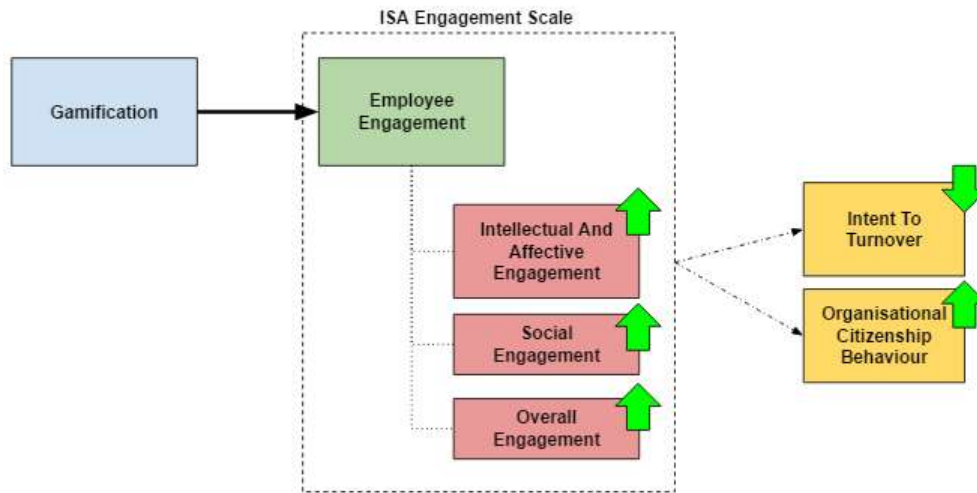 ISA Engagement Scale
Gamification
Employee
Engagement
Intellectual And
Affective
Engagement
Social
Engagement
Overall
Engagement
Intent To
Turnover
Organisational
Citizenship
Behaviour